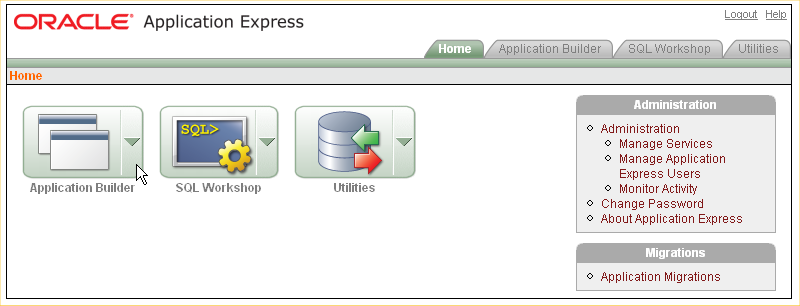 ORACLE® Application Express
Logout Help
Home Application Builder SQL Workshop Utilities
Home
SQL>
Application Builder SQL Workshop Utilities
Administration
Administration
Manage Services
Manage Application
Express Users
Monitor Activity
Change Password
About Application Express
Migrations
Application Migrations